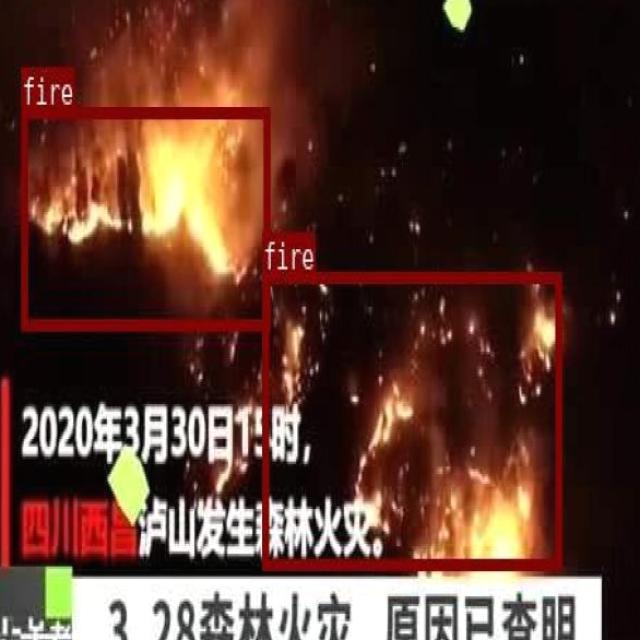 fire
fire
2020年3月30日15时，
四川西昌泸山发生森林火灾。
3 28森林火灾 原因已查明